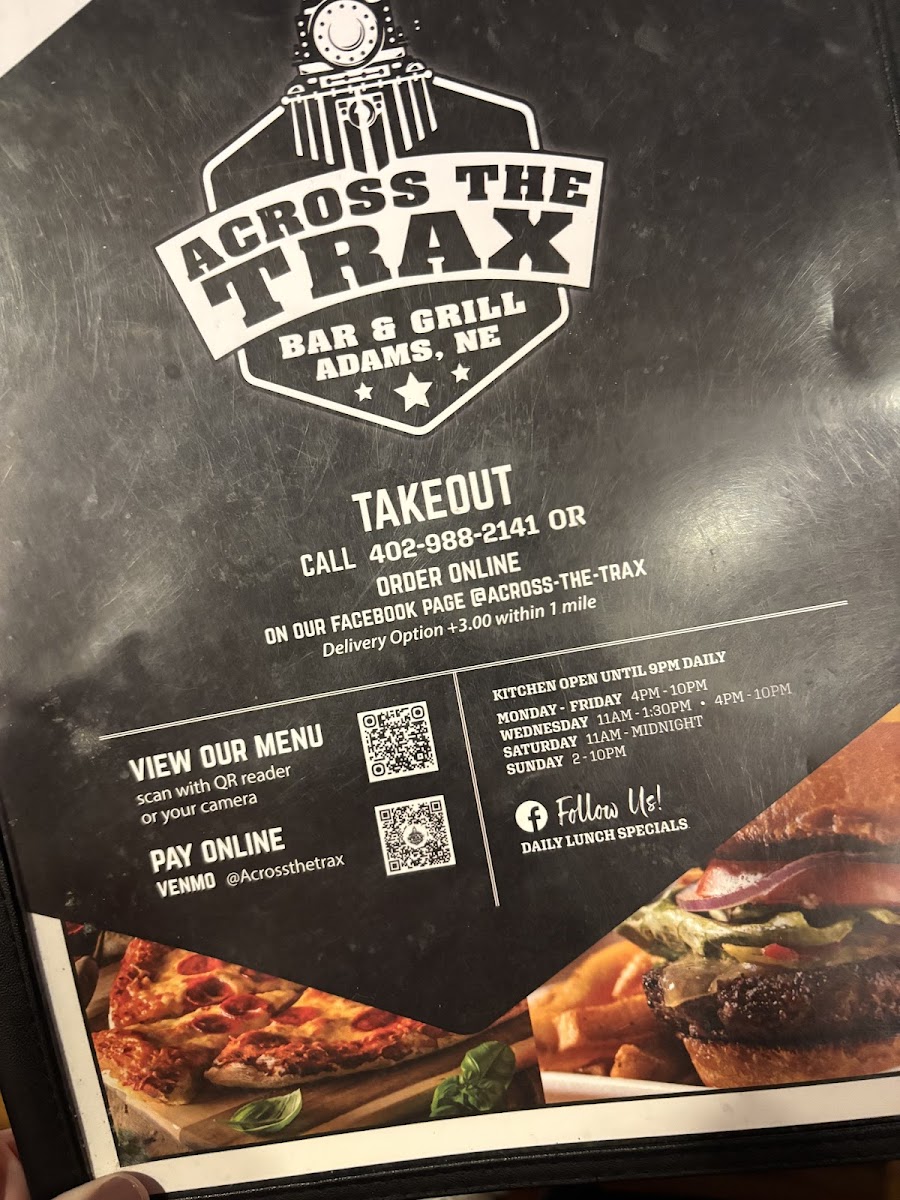 ACROSS THE
TRAX
BAR & GRILL
ADAMS, NE
TAKEOUT
CALL 402-988-2141 OR
ORDER ONLINE
ON OUR FACEBOOK PAGE @ACROSS-THE-TRAX
Delivery Option +3.00 within 1 mile
VIEW OUR MENU
scan with QR reader
or your camera
PAY ONLINE
VENMO @Acrossthetrax
KITCHEN OPEN UNTIL 9PM DAILY
MONDAY - FRIDAY 4PM - 10PM
WEDNESDAY 11AM - 1:30PM • 4PM - 10PM
SATURDAY 11AM - MIDNIGHT
SUNDAY 2 - 10PM
Follow Us!
DAILY LUNCH SPECIALS